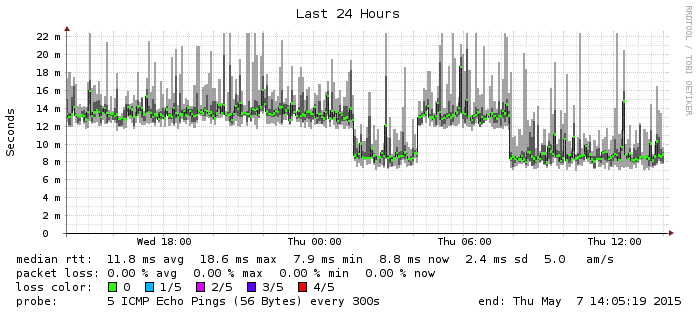 Last 24 Hours
RRDTOOL / TOBI OETIKER
Seconds
22 m
20 m
18 m
16 m
14 m
12 m
10 m
8 m
6 m
4 m
2 m
0
Wed 18:00 Thu 00:00 Thu 06:00 Thu 12:00
median rtt: 11.8 ms avg 18.6 ms max 7.9 ms min 8.8 ms now 2.4 ms sd 5.0 am/s
packet loss: 0.00 % avg 0.00 % max 0.00 % min 0.00 % now
loss color: 0 1/5 2/5 3/5 4/5
probe: 5 ICMP Echo Pings (56 Bytes) every 300s end: Thu May 7 14:05:19 2015